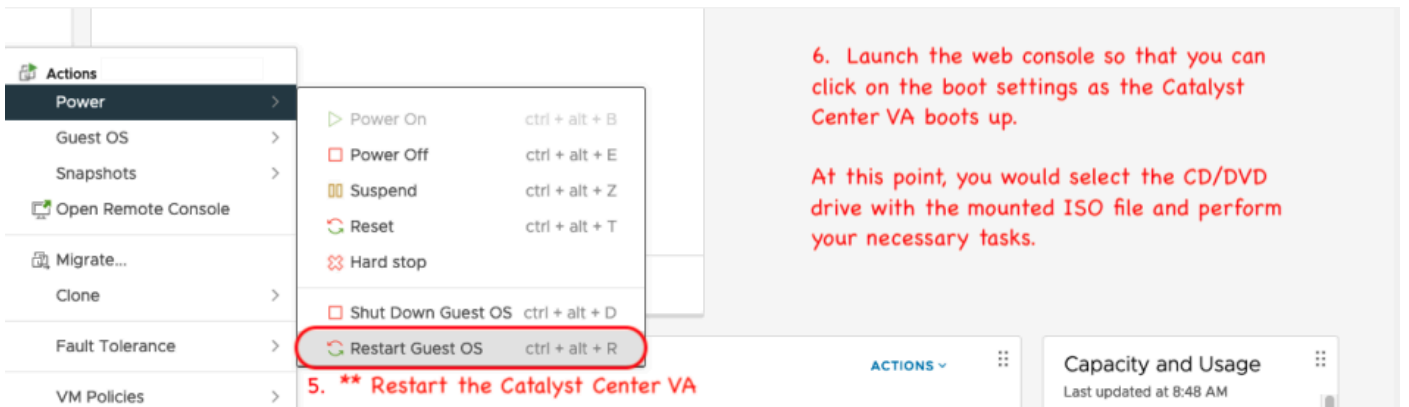 Actions
Power
Guest OS
Snapshots
Open Remote Console
Migrate...
Clone
Fault Tolerance
VM Policies
Power On ctrl + alt + B
Power Off ctrl + alt + E
Suspend ctrl + alt + Z
Reset ctrl + alt + T
Hard stop
Shut Down Guest OS ctrl + alt + D
Restart Guest OS ctrl + alt + R
5. ** Restart the Catalyst Center VA
6. Launch the web console so that you can
click on the boot settings as the Catalyst
Center VA boots up.
At this point, you would select the CD/DVD
drive with the mounted ISO file and perform
your necessary tasks.
ACTIONS
Capacity and Usage
Last updated at 8:48 AM